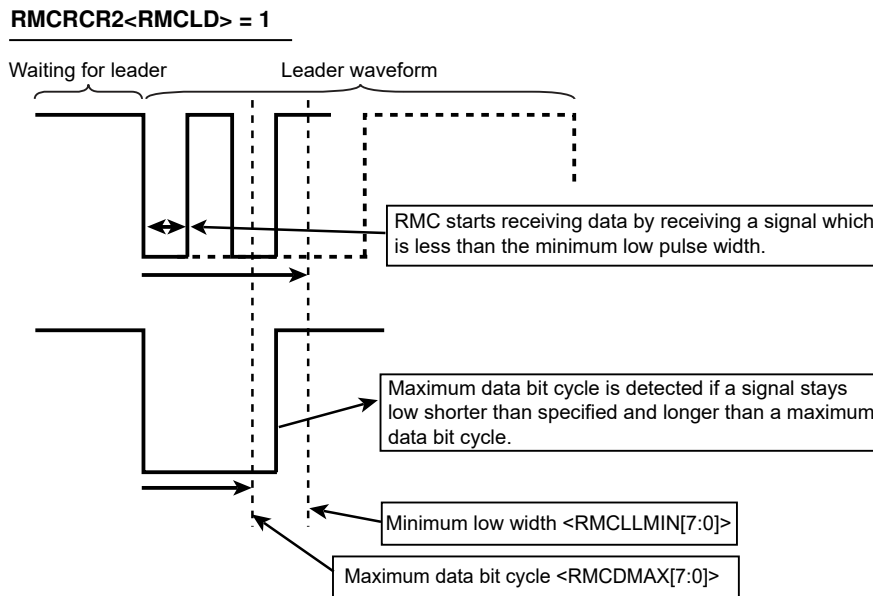 RMCRCR2<RMCLD> = 1
Waiting for leader
Leader waveform
RMC starts receiving data by receiving a signal which
is less than the minimum low pulse width.
Maximum data bit cycle is detected if a signal stays
low shorter than specified and longer than a maximum
data bit cycle.
Minimum low width <RMCLLMIN[7:0]>
Maximum data bit cycle <RMCDMAX[7:0]>